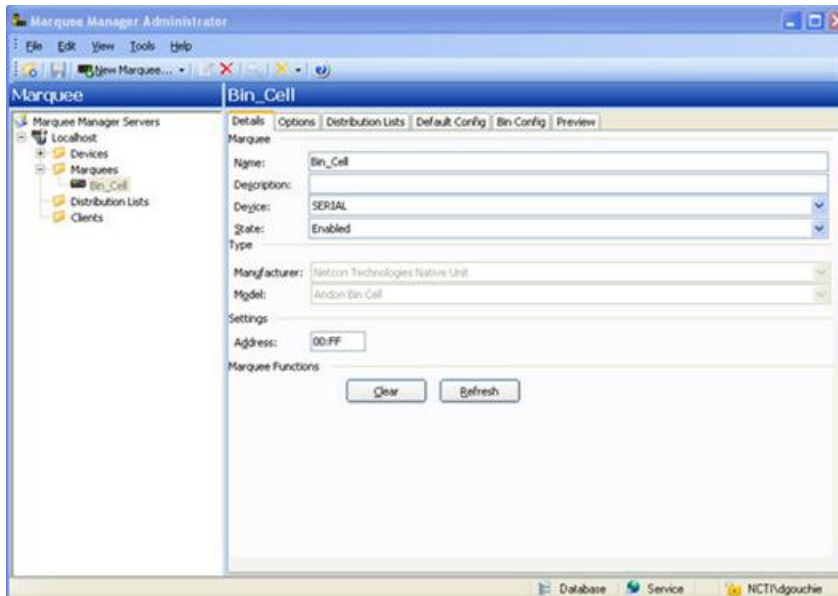 Marquee Manager Administrator
File Edit View Tools Help
New Marquee...
Marquee
Bin_Cell
Marquee Manager Servers
Localhost
Devices
Marquees
Bin_Cell
Distribution Lists
Clients
Details Options Distribution Lists Default Config Bin Config Preview
Marquee
Name: Bin_Cell
Description:
Device: SERIAL
State: Enabled
Type
Manufacturer: Netcon Technologies Native Unit
Model: Andon Bin Cell
Settings
Address: 00:FF
Marquee Functions
Clear Refresh
Database Service NCTI\dgouchie